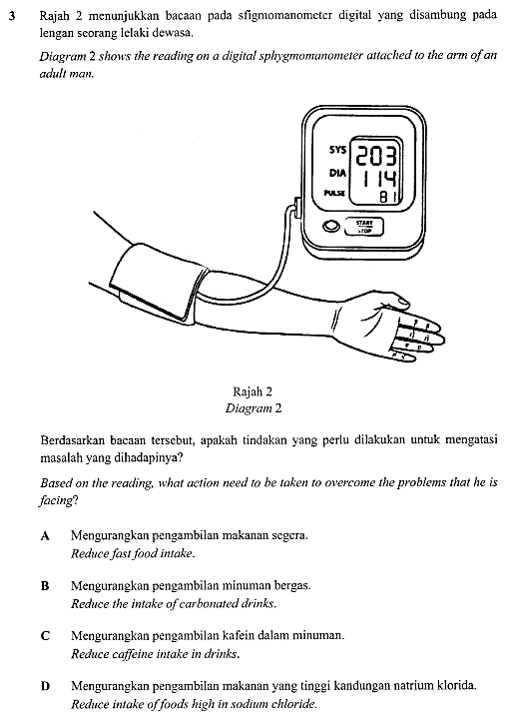 3 Rajah 2 menunjukkan bacaan pada sfigmomanometer digital yang disambung pada
lengan seorang lelaki dewasa.
Diagram 2 shows the reading on a digital sphygmomanometer attached to the arm of an
adult man.
SYS 203
DIA 114
PULSE 81
START
STOP
Rajah 2
Diagram 2
Berdasarkan bacaan tersebut, apakah tindakan yang perlu dilakukan untuk mengatasi
masalah yang dihadapinya?
Based on the reading, what action need to be taken to overcome the problems that he is
facing?
A Mengurangkan pengambilan makanan segera.
Reduce fast food intake.
B Mengurangkan pengambilan minuman bergas.
Reduce the intake of carbonated drinks.
C Mengurangkan pengambilan kafein dalam minuman.
Reduce caffeine intake in drinks.
D Mengurangkan pengambilan makanan yang tinggi kandungan natrium klorida.
Reduce intake of foods high in sodium chloride.